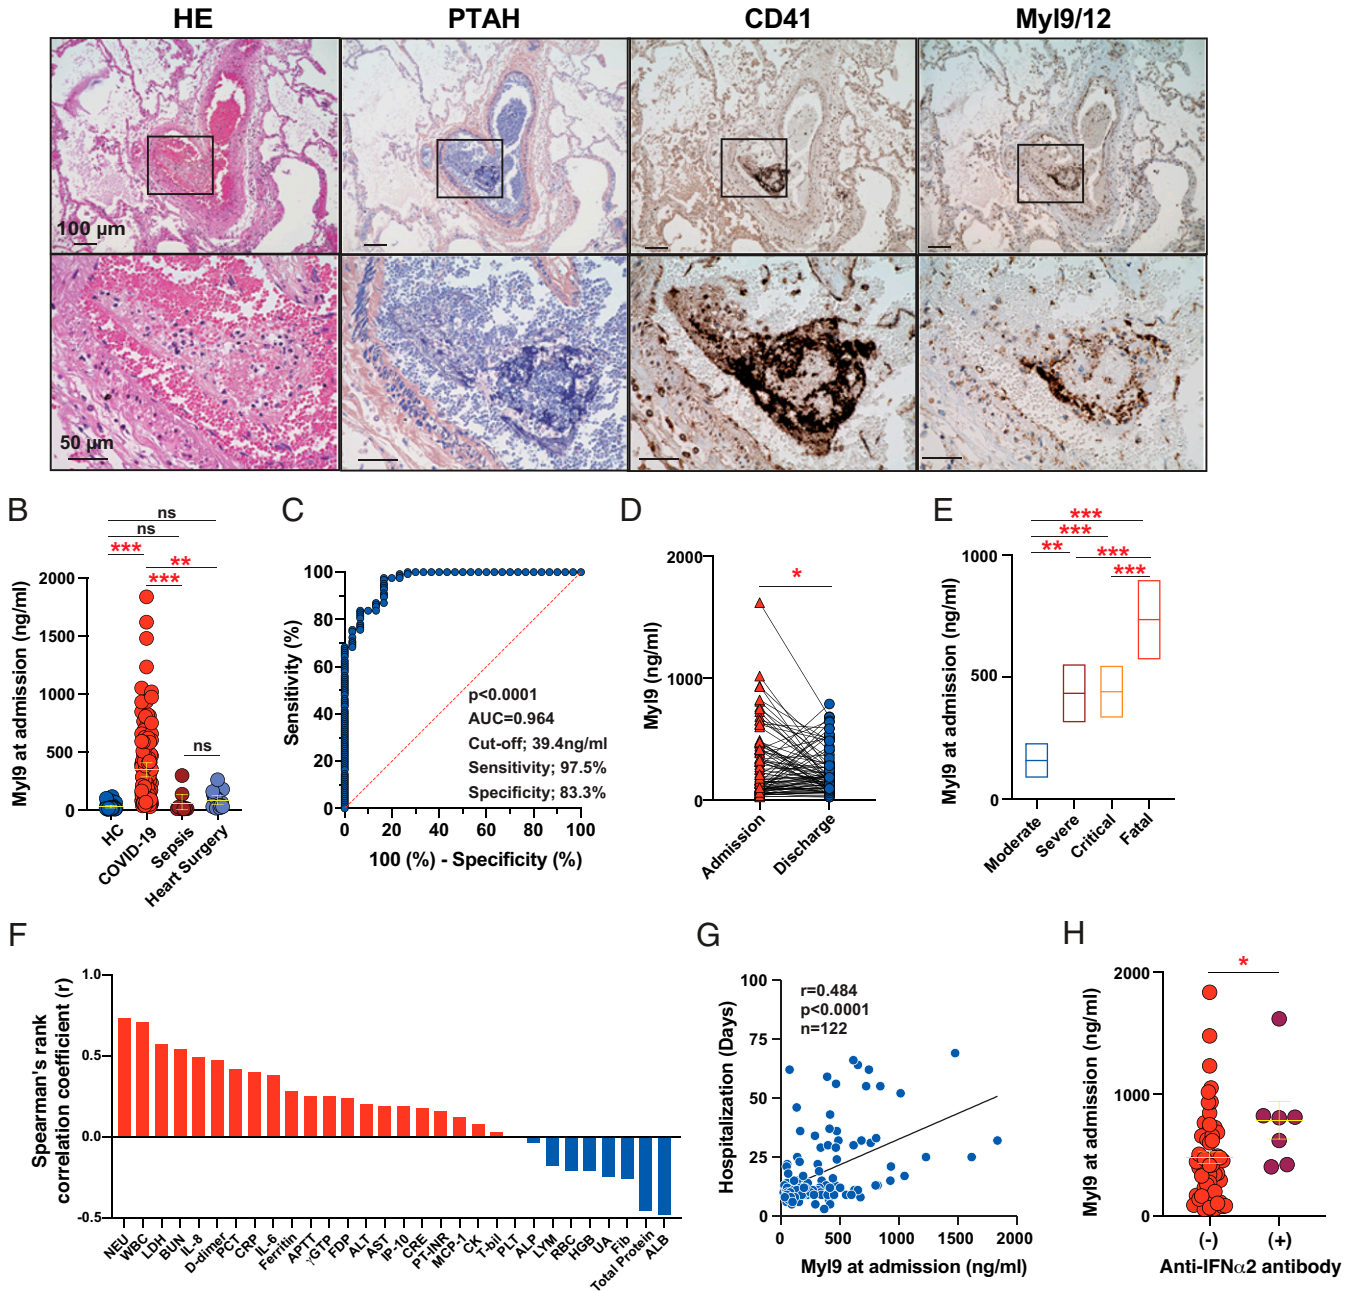 HE
PTAH
CD41
Myl9/12
100 µm
50 µm
B
ns
ns
***
**
***
ns
Myl9 at admission (ng/ml)
2000
1500
1000
500
0
HC
COVID-19
Sepsis
Heart Surgery
C
Sensitivity (%)
100
80
60
40
20
0
p<0.0001
AUC=0.964
Cut-off; 39.4ng/ml
Sensitivity; 97.5%
Specificity; 83.3%
0 20 40 60 80 100
100 (%) - Specificity (%)
D
Myl9 (ng/ml)
2000
1000
0
*
Admission
Discharge
E
***
***
** ***
***
Myl9 at admission (ng/ml)
1000
500
0
Moderate
Severe
Critical
Fatal
F
Spearman's rank
correlation coefficient (r)
1.0
0.5
0.0
-0.5
NEU
WBC
LDH
BUN
IL-8
D-dimer
PCT
CRP
IL-6
Ferritin
APTT
γGTP
FDP
ALT
AST
IP-10
CRE
PT-INR
MCP-1
CK
T-bil
PLT
ALP
LYM
RBC
HGB
UA
Fib
Total Protein
ALB
G
Hospitalization (Days)
100
75
50
25
0
r=0.484
p<0.0001
n=122
0 500 1000 1500 2000
Myl9 at admission (ng/ml)
H
Myl9 at admission (ng/ml)
2000
1000
0
*
(-) (+)
Anti-IFNα2 antibody